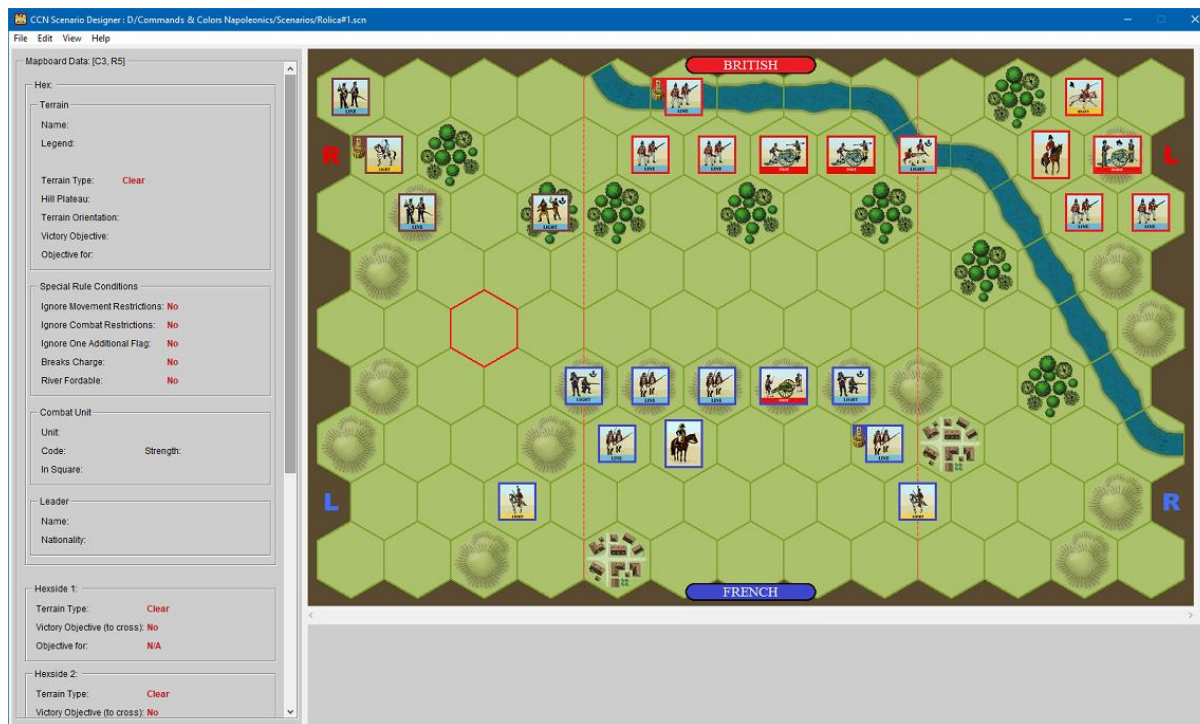 CCN Scenario Designer : D/Commands & Colors Napoleonics/Scenarios/Rolica#1.scn
File Edit View Help
Mapboard Data: [C3, R5]
Hex:
Terrain
Name:
Legend:
Terrain Type: Clear
Hill Plateau:
Terrain Orientation:
Victory Objective:
Objective for:
Special Rule Conditions
Ignore Movement Restrictions: No
Ignore Combat Restrictions: No
Ignore One Additional Flag: No
Breaks Charge: No
River Fordable: No
Combat Unit
Unit:
Code: Strength:
In Square:
Leader
Name:
Nationality:
Hexside 1:
Terrain Type: Clear
Victory Objective (to cross): No
Objective for: N/A
Hexside 2:
Terrain Type: Clear
Victory Objective (to cross): No
BRITISH
LINE LINE
R LIGHT LINE LINE FOOT FOOT LIGHT L
LINE LIGHT LINE LINE
LIGHT LINE LINE FOOT LIGHT
LINE LINE
L LIGHT LIGHT R
FRENCH